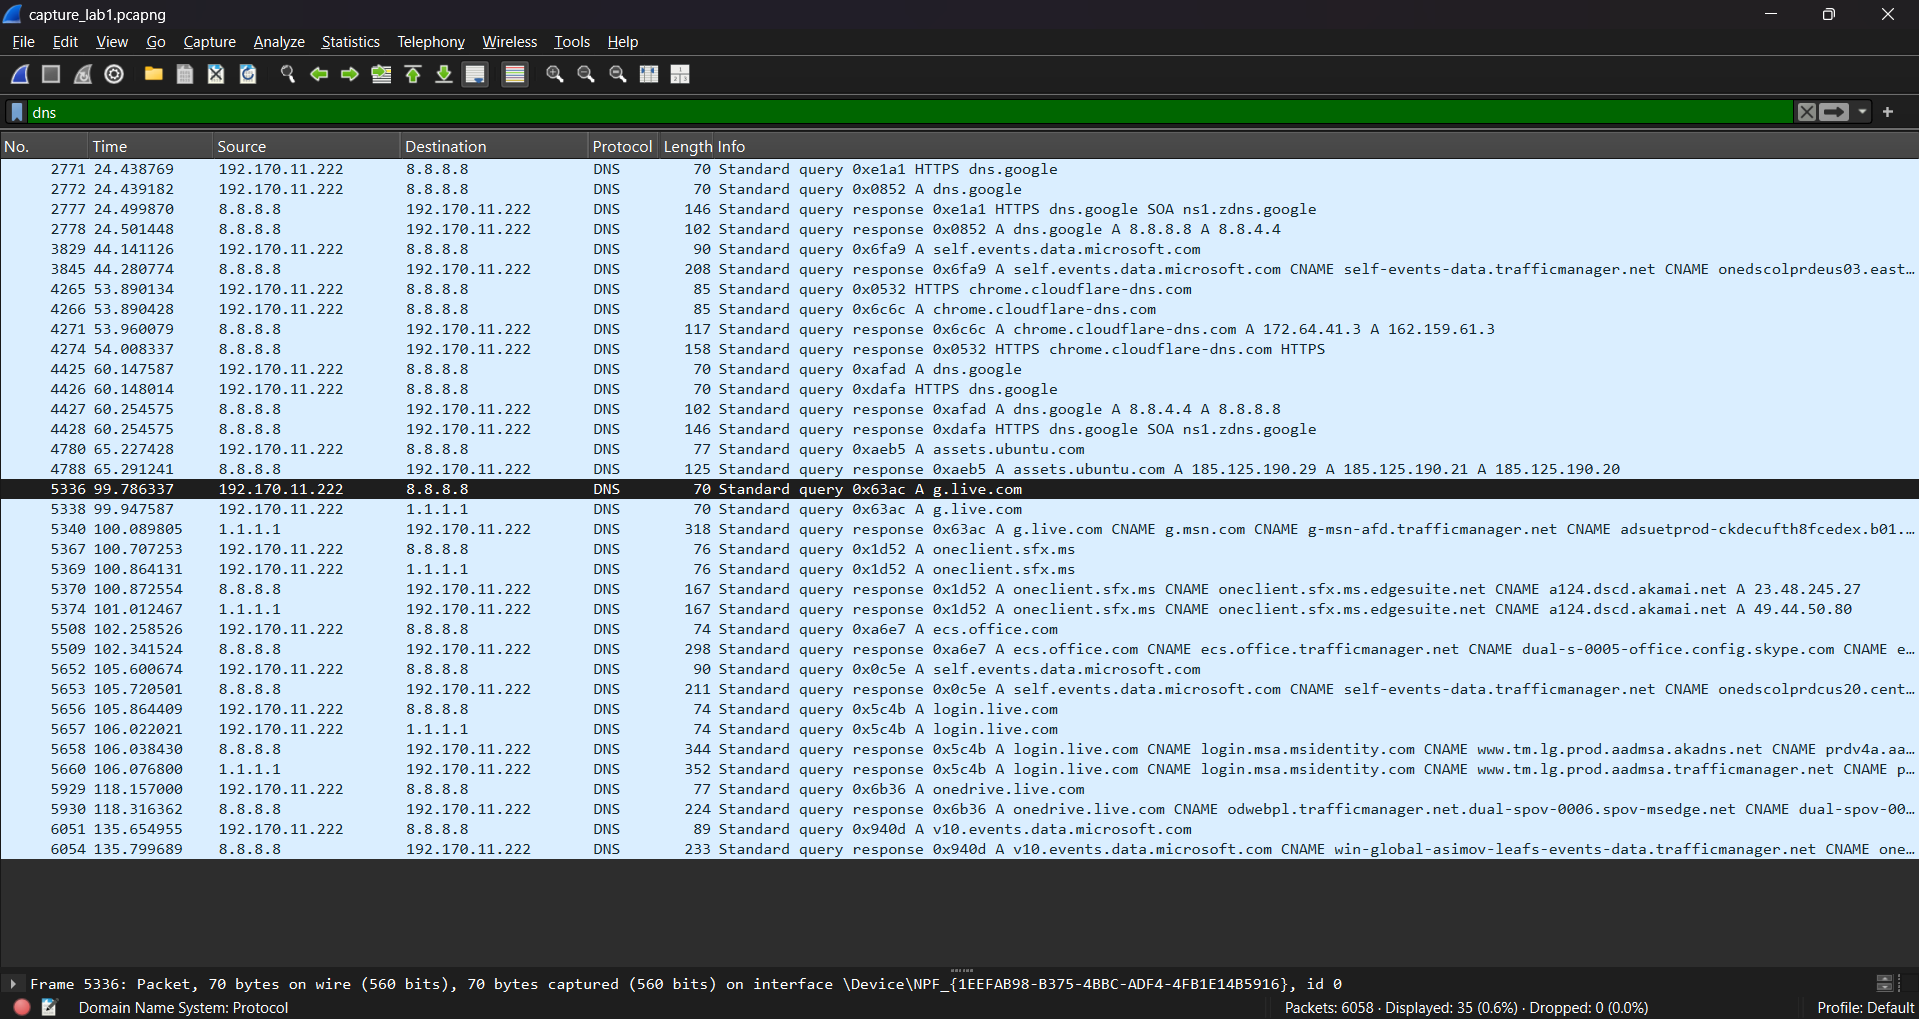 capture_lab1.pcapng
File Edit View Go Capture Analyze Statistics Telephony Wireless Tools Help
dns
No. Time Source Destination Protocol Length Info
2771 24.438769 192.170.11.222 8.8.8.8 DNS 70 Standard query 0xe1a1 HTTPS dns.google
2772 24.439182 192.170.11.222 8.8.8.8 DNS 70 Standard query 0x0852 A dns.google
2777 24.499870 8.8.8.8 192.170.11.222 DNS 146 Standard query response 0xe1a1 HTTPS dns.google SOA ns1.zdns.google
2778 24.501448 8.8.8.8 192.170.11.222 DNS 102 Standard query response 0x0852 A dns.google A 8.8.8.8 A 8.8.4.4
3829 44.141126 192.170.11.222 8.8.8.8 DNS 90 Standard query 0x6fa9 A self.events.data.microsoft.com
3845 44.280774 8.8.8.8 192.170.11.222 DNS 208 Standard query response 0x6fa9 A self.events.data.microsoft.com CNAME self-events-data.trafficmanager.net CNAME onedscolprdeus03.east…
4265 53.890134 192.170.11.222 8.8.8.8 DNS 85 Standard query 0x0532 HTTPS chrome.cloudflare-dns.com
4266 53.890428 192.170.11.222 8.8.8.8 DNS 85 Standard query 0x6c6c A chrome.cloudflare-dns.com
4271 53.960079 8.8.8.8 192.170.11.222 DNS 117 Standard query response 0x6c6c A chrome.cloudflare-dns.com A 172.64.41.3 A 162.159.61.3
4274 54.008337 8.8.8.8 192.170.11.222 DNS 158 Standard query response 0x0532 HTTPS chrome.cloudflare-dns.com HTTPS
4425 60.147587 192.170.11.222 8.8.8.8 DNS 70 Standard query 0xafad A dns.google
4426 60.148014 192.170.11.222 8.8.8.8 DNS 70 Standard query 0xdafa HTTPS dns.google
4427 60.254575 8.8.8.8 192.170.11.222 DNS 102 Standard query response 0xafad A dns.google A 8.8.4.4 A 8.8.8.8
4428 60.254575 8.8.8.8 192.170.11.222 DNS 146 Standard query response 0xdafa HTTPS dns.google SOA ns1.zdns.google
4780 65.227428 192.170.11.222 8.8.8.8 DNS 77 Standard query 0xaeb5 A assets.ubuntu.com
4788 65.291241 8.8.8.8 192.170.11.222 DNS 125 Standard query response 0xaeb5 A assets.ubuntu.com A 185.125.190.29 A 185.125.190.21 A 185.125.190.20
5336 99.786337 192.170.11.222 8.8.8.8 DNS 70 Standard query 0x63ac A g.live.com
5338 99.947587 192.170.11.222 1.1.1.1 DNS 70 Standard query 0x63ac A g.live.com
5340 100.089805 1.1.1.1 192.170.11.222 DNS 318 Standard query response 0x63ac A g.live.com CNAME g.msn.com CNAME g-msn-afd.trafficmanager.net CNAME adsuetprod-ckdecufth8fcedex.b01.…
5367 100.707253 192.170.11.222 8.8.8.8 DNS 76 Standard query 0x1d52 A oneclient.sfx.ms
5369 100.864131 192.170.11.222 1.1.1.1 DNS 76 Standard query 0x1d52 A oneclient.sfx.ms
5370 100.872554 8.8.8.8 192.170.11.222 DNS 167 Standard query response 0x1d52 A oneclient.sfx.ms CNAME oneclient.sfx.ms.edgesuite.net CNAME a124.dscd.akamai.net A 23.48.245.27
5374 101.012467 1.1.1.1 192.170.11.222 DNS 167 Standard query response 0x1d52 A oneclient.sfx.ms CNAME oneclient.sfx.ms.edgesuite.net CNAME a124.dscd.akamai.net A 49.44.50.80
5508 102.258526 192.170.11.222 8.8.8.8 DNS 74 Standard query 0xa6e7 A ecs.office.com
5509 102.341524 8.8.8.8 192.170.11.222 DNS 298 Standard query response 0xa6e7 A ecs.office.com CNAME ecs.office.trafficmanager.net CNAME dual-s-0005-office.config.skype.com CNAME e…
5652 105.600674 192.170.11.222 8.8.8.8 DNS 90 Standard query 0x0c5e A self.events.data.microsoft.com
5653 105.720501 8.8.8.8 192.170.11.222 DNS 211 Standard query response 0x0c5e A self.events.data.microsoft.com CNAME self-events-data.trafficmanager.net CNAME onedscolprdcus20.cent…
5656 105.864409 192.170.11.222 8.8.8.8 DNS 74 Standard query 0x5c4b A login.live.com
5657 106.022021 192.170.11.222 1.1.1.1 DNS 74 Standard query 0x5c4b A login.live.com
5658 106.038430 8.8.8.8 192.170.11.222 DNS 344 Standard query response 0x5c4b A login.live.com CNAME login.msa.msidentity.com CNAME www.tm.lg.prod.aadmsa.akadns.net CNAME prdv4a.aa…
5660 106.076800 1.1.1.1 192.170.11.222 DNS 352 Standard query response 0x5c4b A login.live.com CNAME login.msa.msidentity.com CNAME www.tm.lg.prod.aadmsa.trafficmanager.net CNAME p…
5929 118.157000 192.170.11.222 8.8.8.8 DNS 77 Standard query 0x6b36 A onedrive.live.com
5930 118.316362 8.8.8.8 192.170.11.222 DNS 224 Standard query response 0x6b36 A onedrive.live.com CNAME odwebpl.trafficmanager.net.dual-spov-0006.spov-msedge.net CNAME dual-spov-00…
6051 135.654955 192.170.11.222 8.8.8.8 DNS 89 Standard query 0x940d A v10.events.data.microsoft.com
6054 135.799689 8.8.8.8 192.170.11.222 DNS 233 Standard query response 0x940d A v10.events.data.microsoft.com CNAME win-global-asimov-leafs-events-data.trafficmanager.net CNAME one…
Frame 5336: Packet, 70 bytes on wire (560 bits), 70 bytes captured (560 bits) on interface \Device\NPF_{1EEFAB98-B375-4BBC-ADF4-4FB1E14B5916}, id 0
Domain Name System: Protocol Packets: 6058 · Displayed: 35 (0.6%) · Dropped: 0 (0.0%) Profile: Default